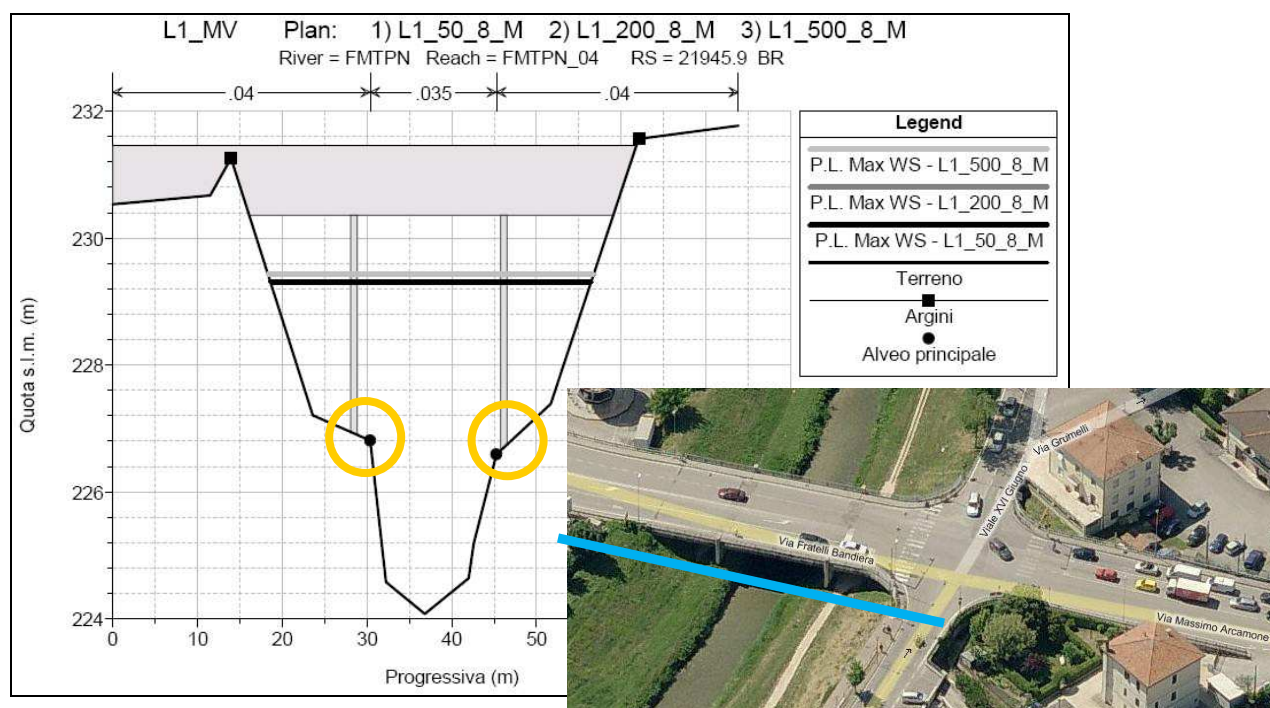 L1_MV Plan: 1) L1_50_8_M 2) L1_200_8_M 3) L1_500_8_M
River = FMTPN Reach = FMTPN_04 RS = 21945.9 BR
.04 .035 .04
232
230
228
226
224
0 10 20 30 40 50
Quota s.l.m. (m)
Progressiva (m)
Legend
P.L. Max WS - L1_500_8_M
P.L. Max WS - L1_200_8_M
P.L. Max WS - L1_50_8_M
Terreno
Argini
Alveo principale
Via Grumelli
Viale XVI Giugno
Via Fratelli Bandiera
Via Massimo Arcamone